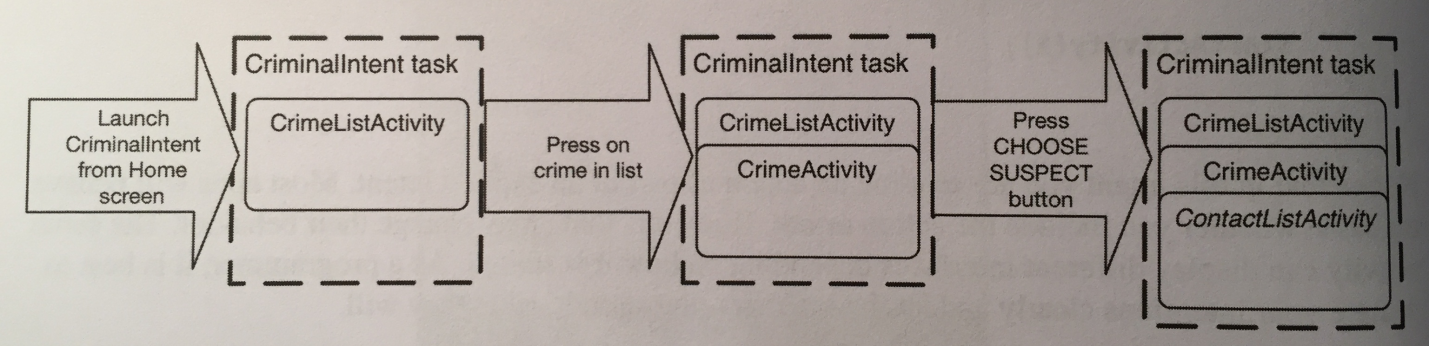 Launch
CriminalIntent
from Home
screen
CriminalIntent task
CrimeListActivity
Press on
crime in list
CriminalIntent task
CrimeListActivity
CrimeActivity
Press
CHOOSE
SUSPECT
button
CriminalIntent task
CrimeListActivity
CrimeActivity
ContactListActivity